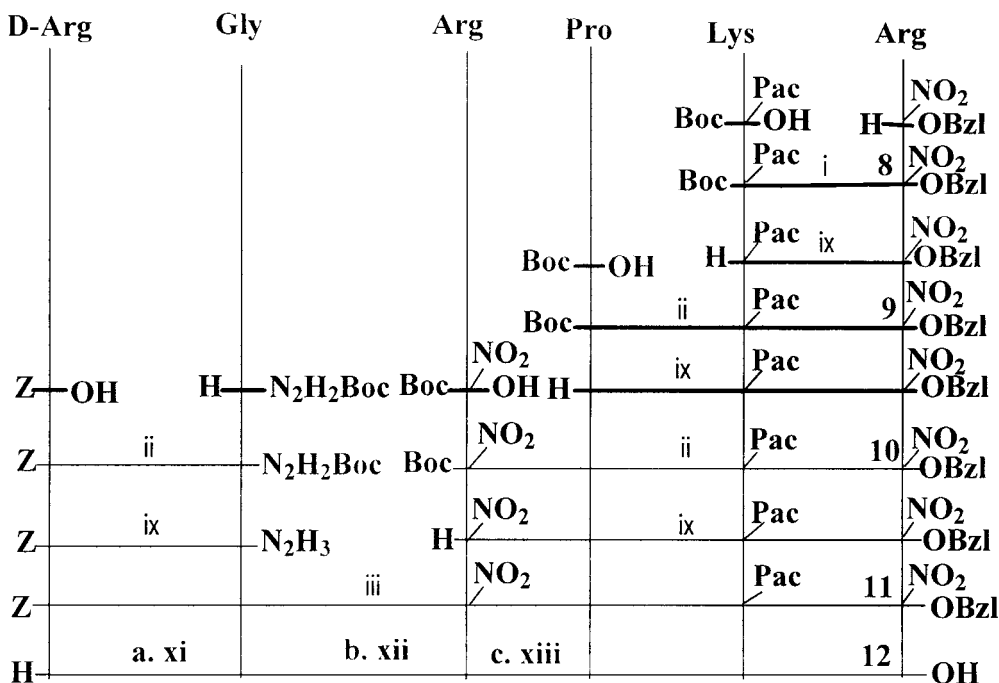 D-Arg Gly Arg Pro Lys Arg
Pac NO₂
Boc OH H OBzl
Pac i 8 NO₂
Boc OBzl
Pac ix NO₂
Boc OH H OBzl
ii Pac 9 NO₂
Boc OBzl
NO₂ ix Pac NO₂
Z OH H N₂H₂Boc Boc OH H OBzl
ii NO₂ ii Pac 10 NO₂
Z N₂H₂Boc Boc OBzl
ix NO₂ ix Pac NO₂
Z N₂H₃ H OBzl
iii NO₂ Pac 11 NO₂
Z OBzl
a. xi b. xii c. xiii 12
H OH